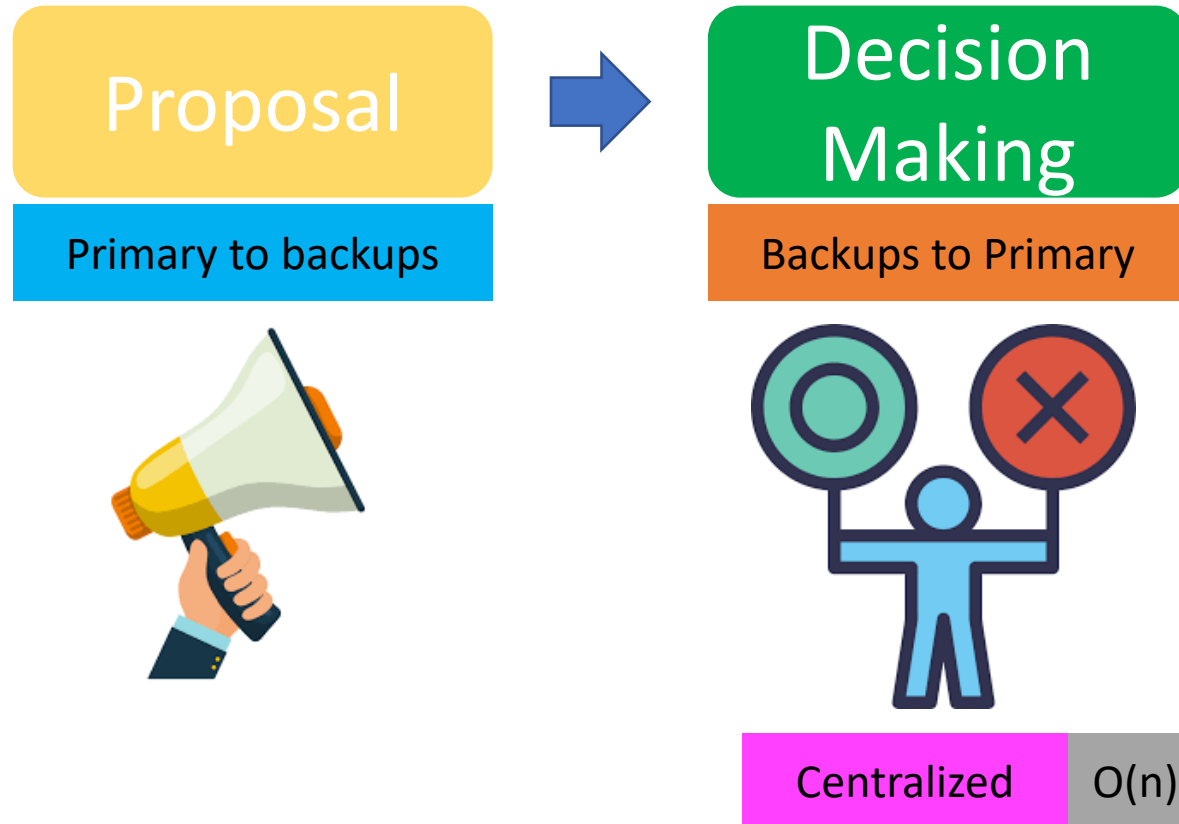 Proposal
Decision
Making
Primary to backups
Backups to Primary
Centralized
O(n)